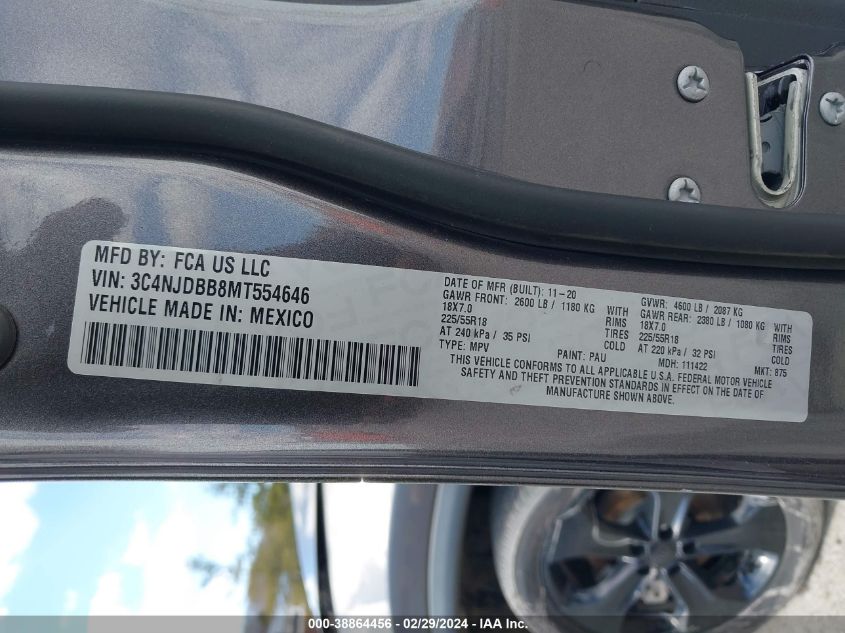 MFD BY: FCA US LLC
VIN: 3C4NJDBB8MT554646
VEHICLE MADE IN: MEXICO
DATE OF MFR (BUILT): 11-20
GVWR: 4600 LB / 2087 KG
GAWR FRONT: 2600 LB / 1180 KG WITH
GAWR REAR: 2380 LB / 1080 KG WITH
18X7.0 RIMS 18X7.0 RIMS
225/55R18 TIRES 225/55R18 TIRES
AT 240 kPa / 35 PSI COLD AT 220 kPa / 32 PSI COLD
TYPE: MPV PAINT: PAU MDH: 111422 MKT: 875
THIS VEHICLE CONFORMS TO ALL APPLICABLE U.S.A. FEDERAL MOTOR VEHICLE
SAFETY AND THEFT PREVENTION STANDARDS IN EFFECT ON THE DATE OF
MANUFACTURE SHOWN ABOVE.
000-38864456 - 02/29/2024 - IAAI.com